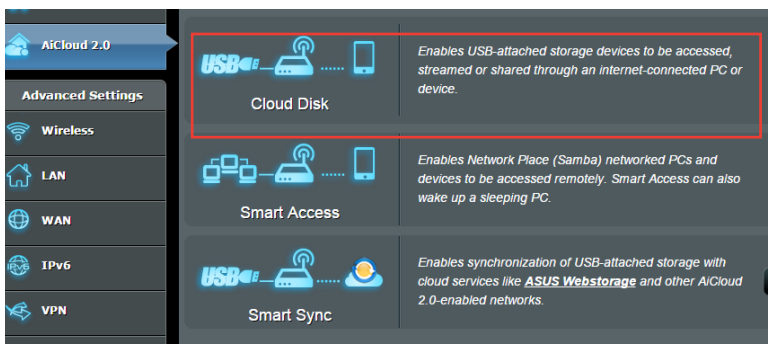 AiCloud 2.0
Advanced Settings
Wireless
LAN
WAN
IPv6
IPv6
VPN
USB
Cloud Disk
Enables USB-attached storage devices to be accessed,
streamed or shared through an internet-connected PC or
device.
Smart Access
Enables Network Place (Samba) networked PCs and
devices to be accessed remotely. Smart Access can also
wake up a sleeping PC.
USB
Smart Sync
Enables synchronization of USB-attached storage with
cloud services like ASUS Webstorage and other AiCloud
2.0-enabled networks.